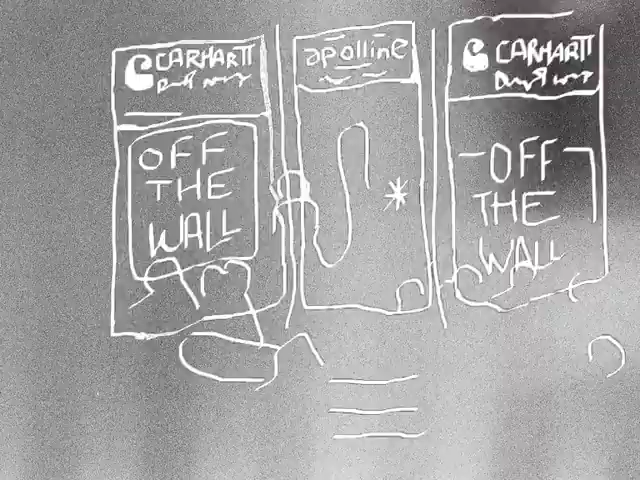 CARHARTT
OFF
THE
WALL
apolline
CARHARTT
OFF
THE
WALL